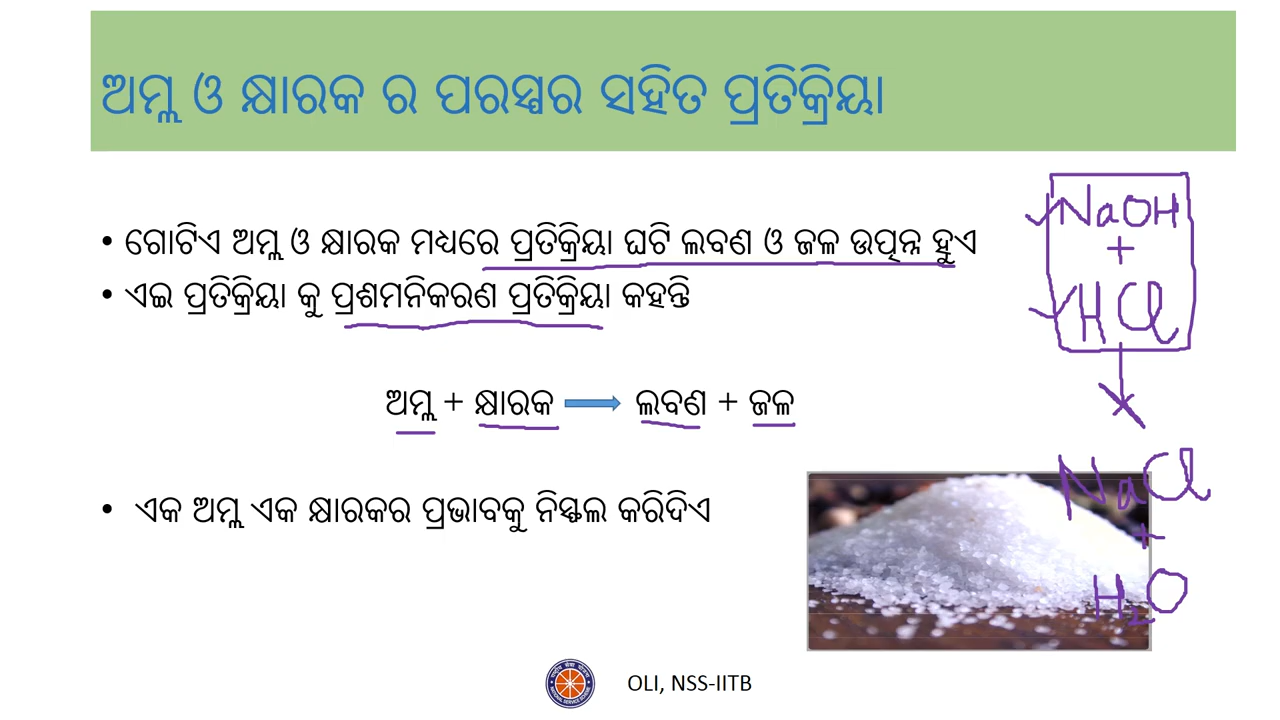 ଅମ୍ଳ ଓ କ୍ଷାରକ ର ପରସ୍ପର ସହିତ ପ୍ରତିକ୍ରିୟା
• ଗୋଟିଏ ଅମ୍ଳ ଓ କ୍ଷାରକ ମଧ୍ୟରେ ପ୍ରତିକ୍ରିୟା ଘଟି ଲବଣ ଓ ଜଳ ଉତ୍ପନ୍ନ ହୁଏ
• ଏଇ ପ୍ରତିକ୍ରିୟା କୁ ପ୍ରଶମନିକରଣ ପ୍ରତିକ୍ରିୟା କହନ୍ତି
ଅମ୍ଳ + କ୍ଷାରକ → ଲବଣ + ଜଳ
• ଏକ ଅମ୍ଳ ଏକ କ୍ଷାରକର ପ୍ରଭାବକୁ ନିସ୍ଫଲ କରିଦିଏ
NaOH
+
HCl
NaCl
+
H₂O
OLI, NSS-IITB